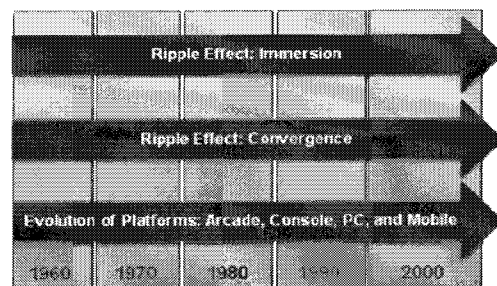 Ripple Effect: Immersion
Ripple Effect: Convergence
Evolution of Platforms: Arcade, Console, PC, and Mobile
1960 1970 1980 1990 2000